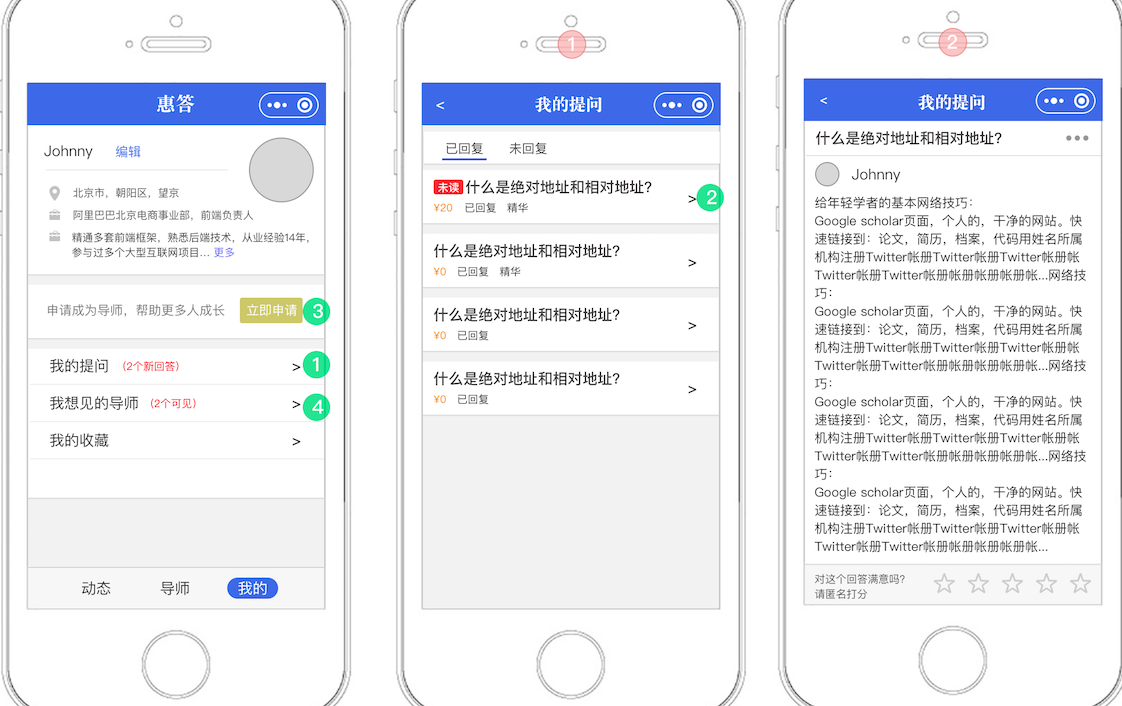 惠答
Johnny 编辑
北京市，朝阳区，望京
阿里巴巴北京电商事业部，前端负责人
精通多套前端框架，熟悉后端技术，从业经验14年，
参与过多个大型互联网项目... 更多
申请成为导师，帮助更多人成长 立即申请 3
我的提问 (2个新回答) > 1
我想见的导师 (2个可见) > 4
我的收藏 >
动态 导师 我的
1
< 我的提问
已回复 未回复
未读 什么是绝对地址和相对地址?
¥20 已回复 精华 > 2
什么是绝对地址和相对地址?
¥0 已回复 精华 >
什么是绝对地址和相对地址?
¥0 已回复 >
什么是绝对地址和相对地址?
¥0 已回复 >
2
< 我的提问
什么是绝对地址和相对地址?
Johnny
给年轻学者的基本网络技巧：
Google scholar页面，个人的，干净的网站。快
速链接到：论文，简历，档案，代码用姓名所属
机构注册Twitter帐册Twitter帐册Twitter帐册帐
Twitter帐册Twitter帐册帐册帐册帐册帐...网络技
巧：
Google scholar页面，个人的，干净的网站。快
速链接到：论文，简历，档案，代码用姓名所属
机构注册Twitter帐册Twitter帐册Twitter帐册帐
Twitter帐册Twitter帐册帐册帐册帐册帐...网络技
巧：
Google scholar页面，个人的，干净的网站。快
速链接到：论文，简历，档案，代码用姓名所属
机构注册Twitter帐册Twitter帐册Twitter帐册帐
Twitter帐册Twitter帐册帐册帐册帐册帐...网络技
巧：
Google scholar页面，个人的，干净的网站。快
速链接到：论文，简历，档案，代码用姓名所属
机构注册Twitter帐册Twitter帐册Twitter帐册帐
Twitter帐册Twitter帐册帐册帐册帐册帐...
对这个回答满意吗?
请匿名打分